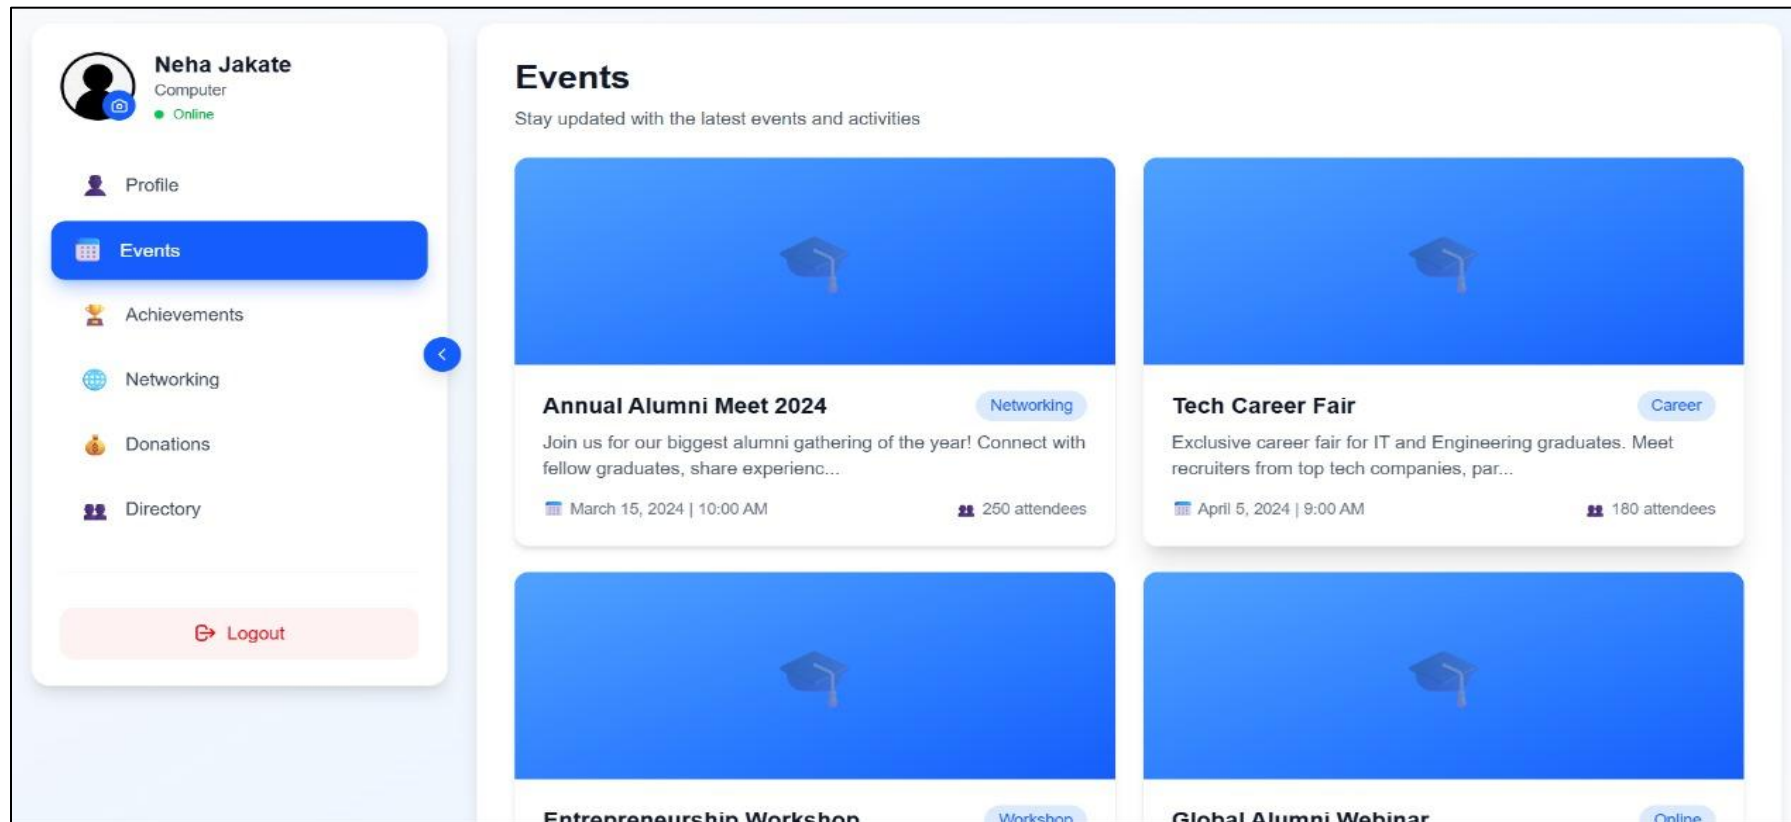 Neha Jakate
Computer
Online
Profile
Events
Achievements
Networking
Donations
Directory
Logout
Events
Stay updated with the latest events and activities
Annual Alumni Meet 2024
Networking
Join us for our biggest alumni gathering of the year! Connect with
fellow graduates, share experienc...
March 15, 2024 | 10:00 AM
250 attendees
Tech Career Fair
Career
Exclusive career fair for IT and Engineering graduates. Meet
recruiters from top tech companies, par...
April 5, 2024 | 9:00 AM
180 attendees
Entrepreneurship Workshop
Workshop
Global Alumni Webinar
Online